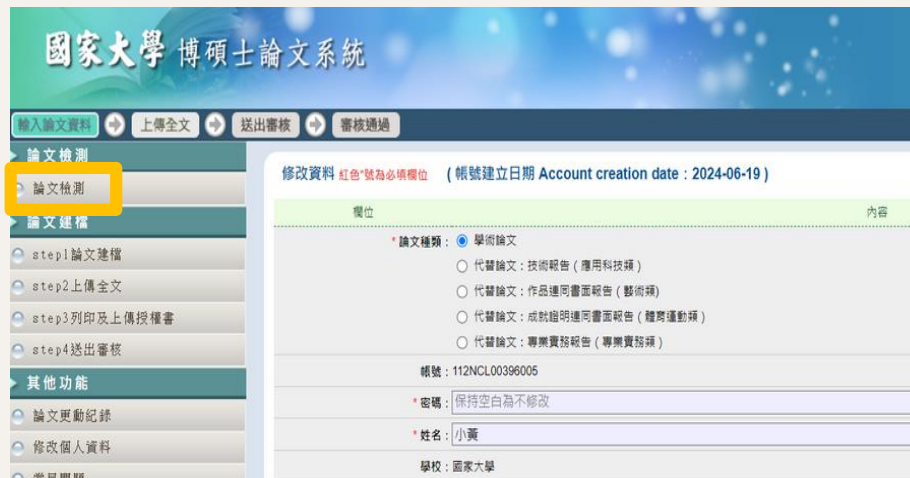 國家大學 博碩士論文系統
輸入論文資料 上傳全文 送出審核 審核通過
論文檢測
論文檢測
論文建檔
step1論文建檔
step2上傳全文
step3列印及上傳授權書
step4送出審核
其他功能
論文更動紀錄
修改個人資料
常見問題
修改資料 紅色*號為必填欄位 (帳號建立日期 Account creation date:2024-06-19)
欄位 內容
*論文種類: 學術論文
代替論文:技術報告(應用科技類)
代替論文:作品連同書面報告(藝術類)
代替論文:成就證明連同書面報告(體育運動類)
代替論文:專業實務報告(專業實務類)
帳號:112NCL00396005
*密碼:保持空白為不修改
*姓名:小黃
學校:國家大學